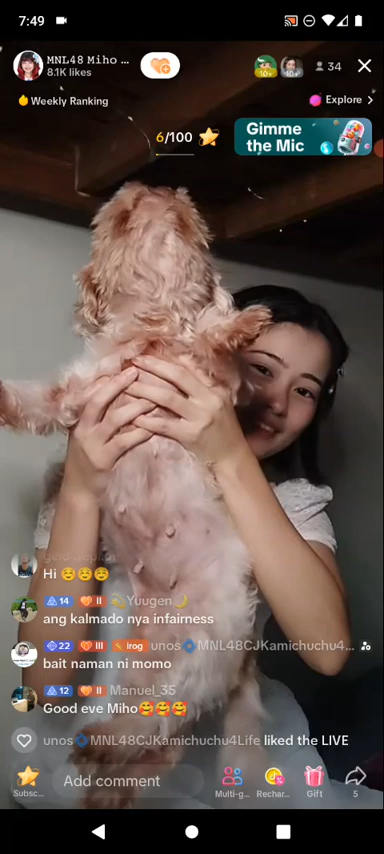 7:49
MNL48 Miho ...
8.1K likes
10+
10+
34
Weekly Ranking
Explore >
6/100
Gimme
the Mic
Hi ☺️☺️☺️
14 II 💫Yuugen🌙
ang kalmado nya infairness
22 III Irog unos💠MNL48CJKamichuchu4...
bait naman ni momo
12 II Manuel_35
Good eve Miho🥰🥰🥰
unos💠MNL48CJKamichuchu4Life liked the LIVE
Subsc...
Add comment
Multi-g...
Rechar...
Gift
5